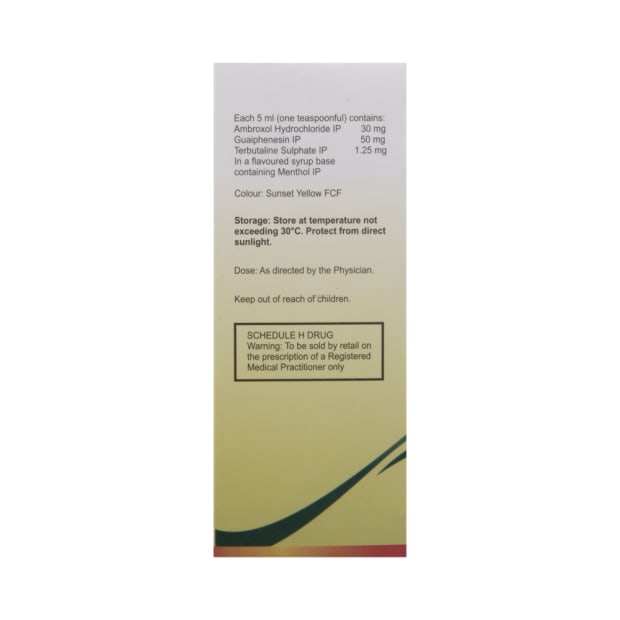 Each 5 ml (one teaspoonful) contains:
Ambroxol Hydrochloride IP 30 mg
Guaiphenesin IP 50 mg
Terbutaline Sulphate IP 1.25 mg
In a flavoured syrup base
containing Menthol IP
Colour: Sunset Yellow FCF
Storage: Store at temperature not
exceeding 30°C. Protect from direct
sunlight.
Dose: As directed by the Physician.
Keep out of reach of children.
SCHEDULE H DRUG
Warning: To be sold by retail on
the prescription of a Registered
Medical Practitioner only